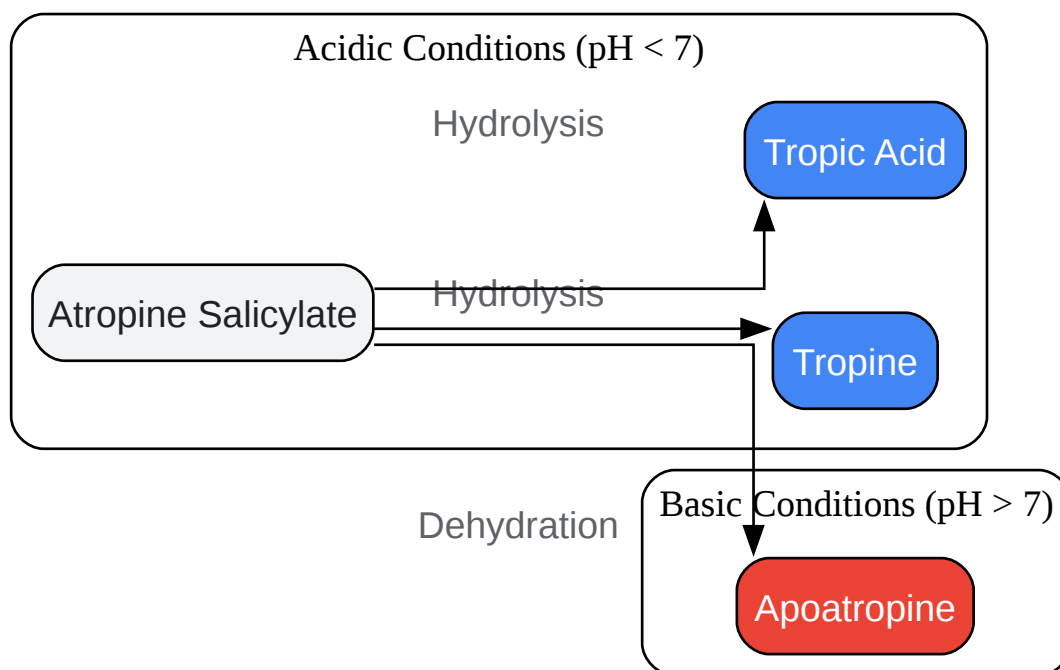 Acidic Conditions (pH < 7)
Hydrolysis
Tropic Acid
Atropine Salicylate
Hydrolysis
Tropine
Basic Conditions (pH > 7)
Dehydration
Apoatropine